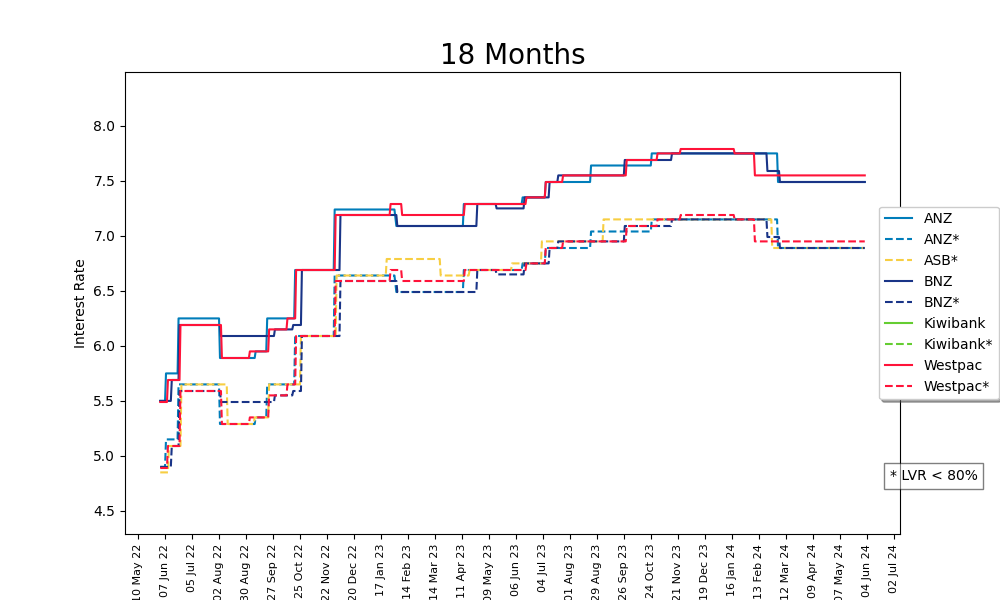 18 Months
Interest Rate
8.0
7.5
7.0
6.5
6.0
5.5
5.0
4.5
10 May 22
07 Jun 22
05 Jul 22
02 Aug 22
30 Aug 22
27 Sep 22
25 Oct 22
22 Nov 22
20 Dec 22
17 Jan 23
14 Feb 23
14 Mar 23
11 Apr 23
09 May 23
06 Jun 23
04 Jul 23
01 Aug 23
29 Aug 23
26 Sep 23
24 Oct 23
21 Nov 23
19 Dec 23
16 Jan 24
13 Feb 24
12 Mar 24
09 Apr 24
07 May 24
04 Jun 24
02 Jul 24
ANZ
ANZ*
ASB*
BNZ
BNZ*
Kiwibank
Kiwibank*
Westpac
Westpac*
* LVR < 80%